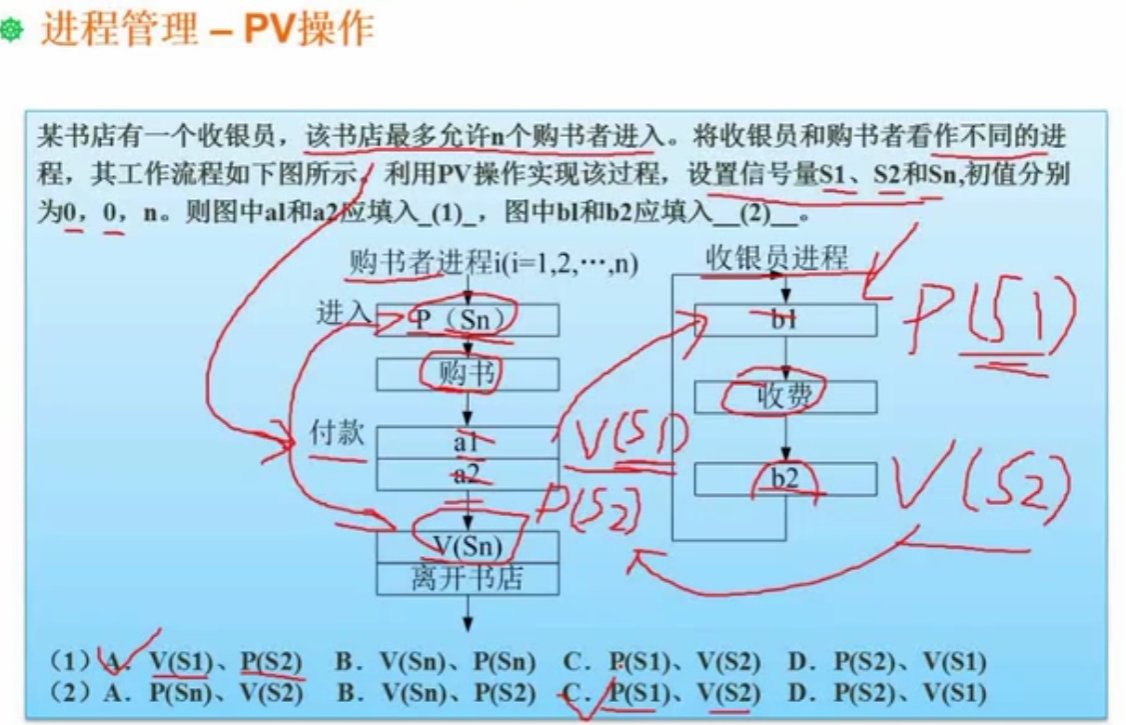 进程管理 – PV操作
某书店有一个收银员，该书店最多允许n个购书者进入。将收银员和购书者看作不同的进
程，其工作流程如下图所示，利用PV操作实现该过程，设置信号量S1、S2和Sn,初值分别
为0，0，n。则图中a1和a2应填入_(1)_，图中b1和b2应填入__(2)__。
购书者进程i(i=1,2,…,n)
收银员进程
进入
P（Sn）
b1
P(S1)
购书
收费
付款
a1
V(S1)
a2
b2
V(S2)
P(S2)
V(Sn)
离开书店
（1）A．V(S1)、P(S2) B．V(Sn)、P(Sn) C．P(S1)、V(S2) D．P(S2)、V(S1)
（2）A．P(Sn)、V(S2) B．V(Sn)、P(S2) C．P(S1)、V(S2) D．P(S2)、V(S1)